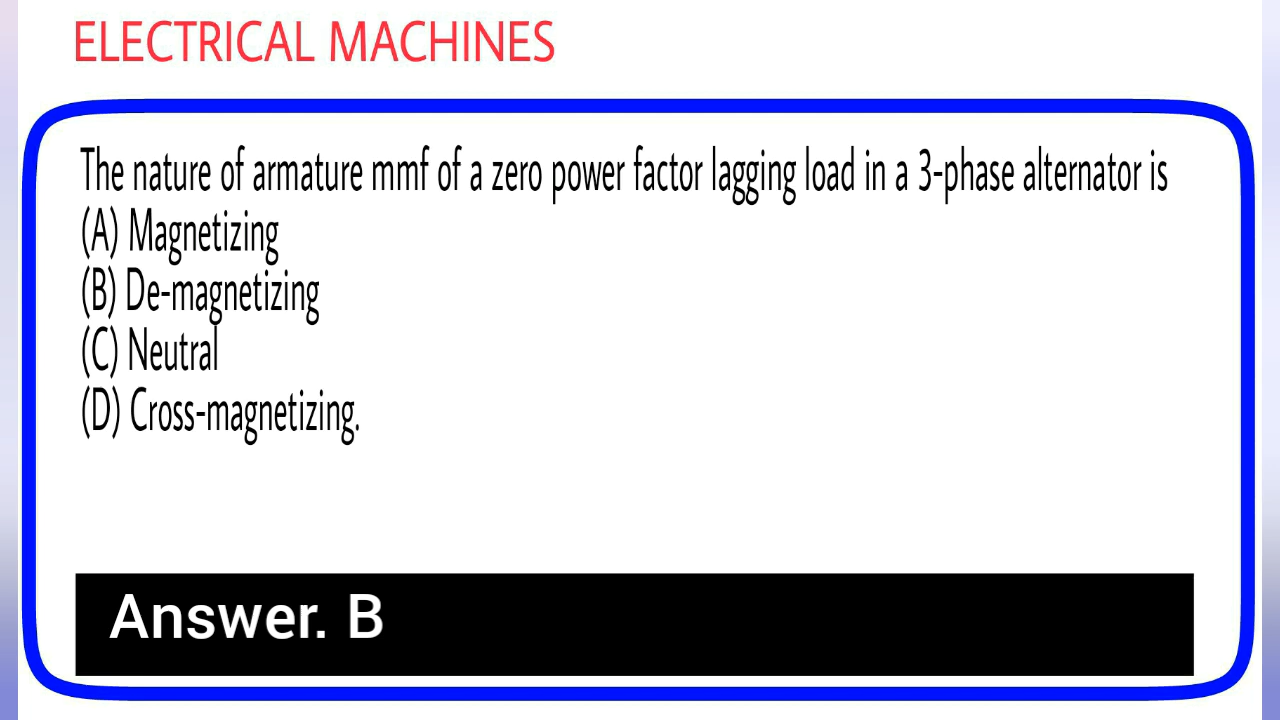 ELECTRICAL MACHINES
The nature of armature mmf of a zero power factor lagging load in a 3-phase alternator is
(A) Magnetizing
(B) De-magnetizing
(C) Neutral
(D) Cross-magnetizing.
Answer. B